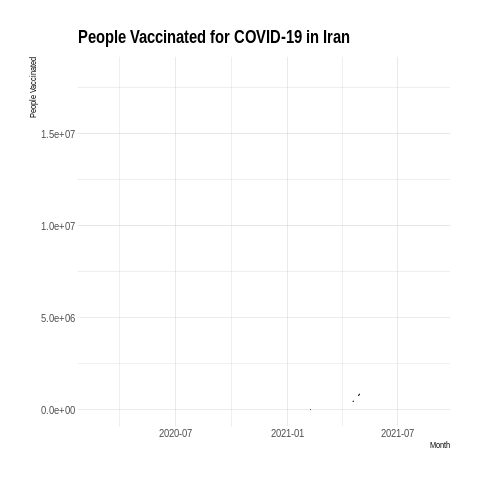 People Vaccinated for COVID-19 in Iran
People Vaccinated
1.5e+07
1.0e+07
5.0e+06
0.0e+00
2020-07
2021-01
2021-07
Month